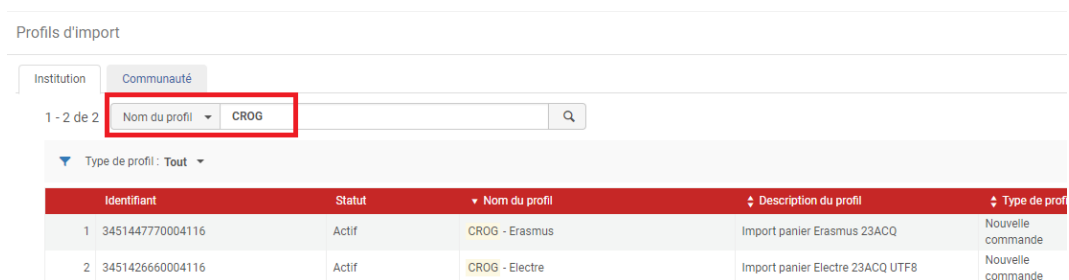 Profils d'import
Institution Communauté
1 - 2 de 2 Nom du profil CROG
Type de profil : Tout
Identifiant Statut Nom du profil Description du profil Type de profi
1 3451447770004116 Actif CROG - Erasmus Import panier Erasmus 23ACQ Nouvelle commande
2 3451426660004116 Actif CROG - Electre Import panier Electre 23ACQ UTF8 Nouvelle commande